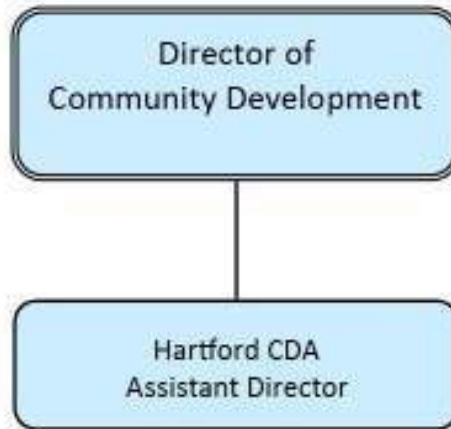 Director of
Community Development
Hartford CDA
Assistant Director